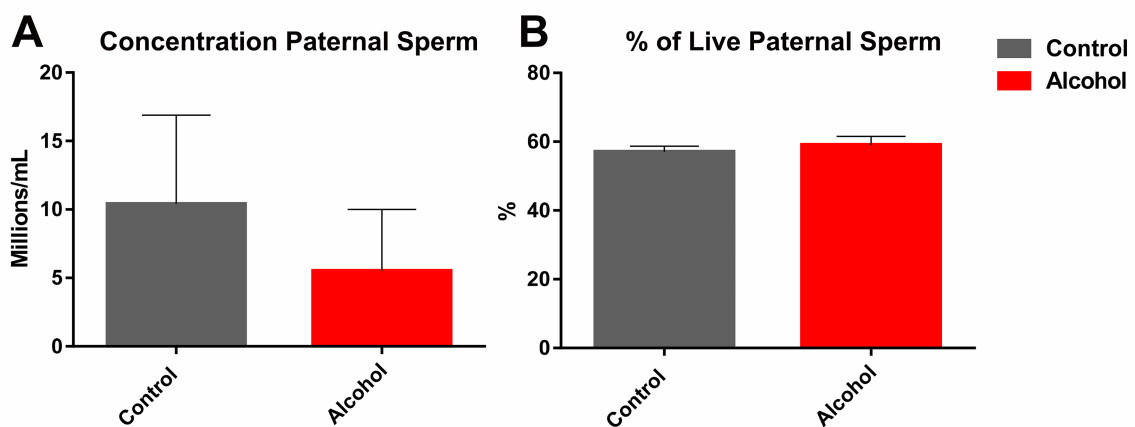 A
Concentration Paternal Sperm
Millions/mL
20
15
10
5
0
Control
Alcohol
B
% of Live Paternal Sperm
%
80
60
40
20
0
Control
Alcohol
Control
Alcohol